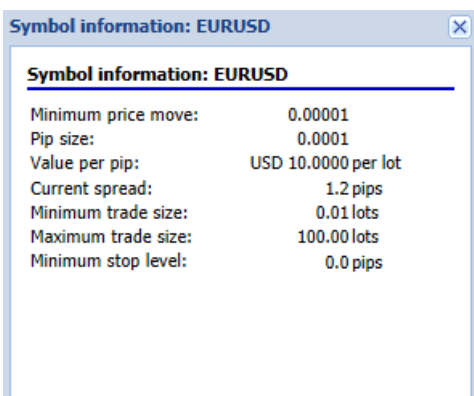 Symbol information: EURUSD
Symbol information: EURUSD
Minimum price move: 0.00001
Pip size: 0.0001
Value per pip: USD 10.0000 per lot
Current spread: 1.2 pips
Minimum trade size: 0.01 lots
Maximum trade size: 100.00 lots
Minimum stop level: 0.0 pips